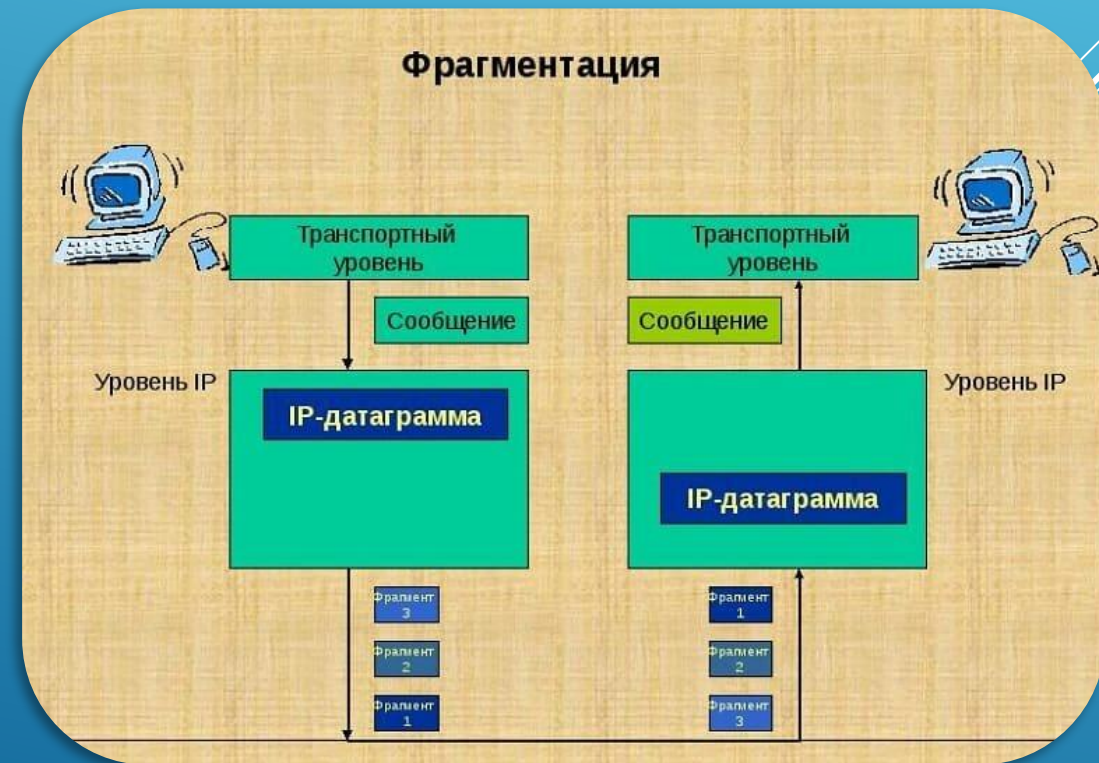 Фрагментация
Транспортный
уровень
Транспортный
уровень
Сообщение
Сообщение
Уровень IP
Уровень IP
IP-датаграмма
IP-датаграмма
Фрагмент
3
Фрагмент
1
Фрагмент
2
Фрагмент
2
Фрагмент
1
Фрагмент
3